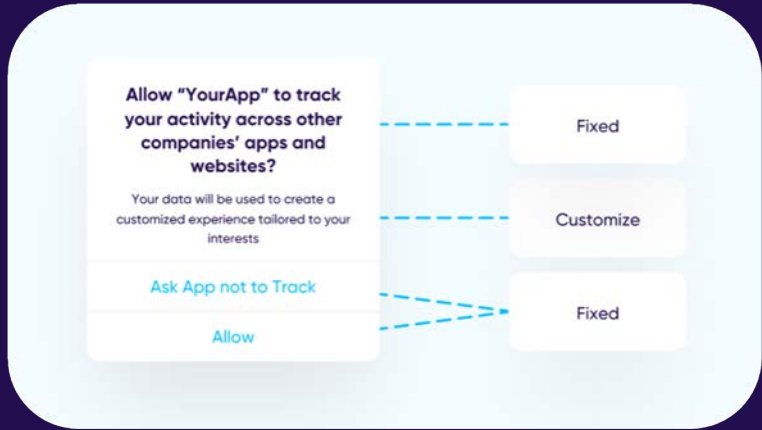 Allow “YourApp” to track
your activity across other
companies’ apps and
websites?
Your data will be used to create a
customized experience tailored to your
interests
Ask App not to Track
Allow
Fixed
Customize
Fixed